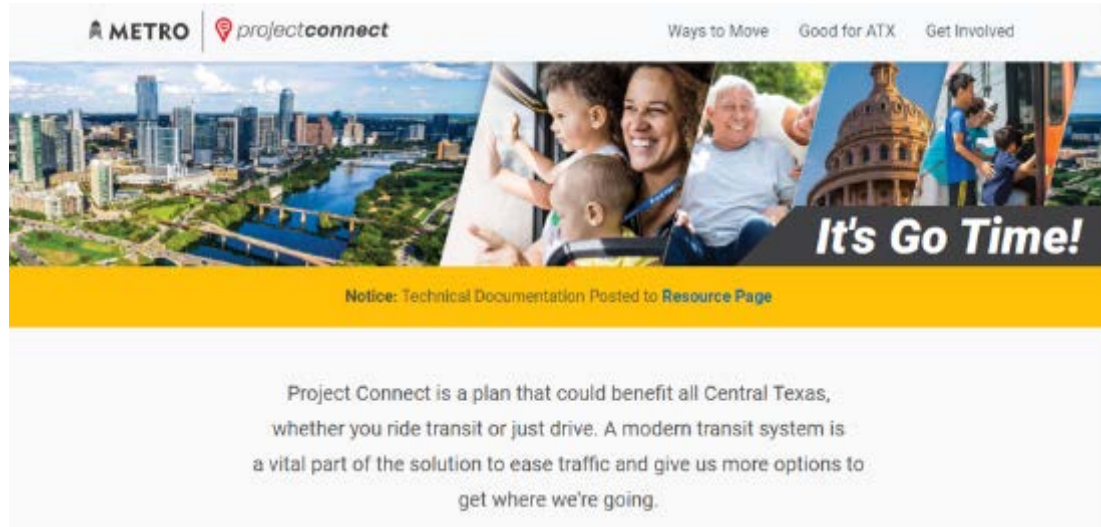 METRO projectconnect
Ways to Move Good for ATX Get Involved
It's Go Time!
Notice: Technical Documentation Posted to Resource Page
Project Connect is a plan that could benefit all Central Texas,
whether you ride transit or just drive. A modern transit system is
a vital part of the solution to ease traffic and give us more options to
get where we're going.